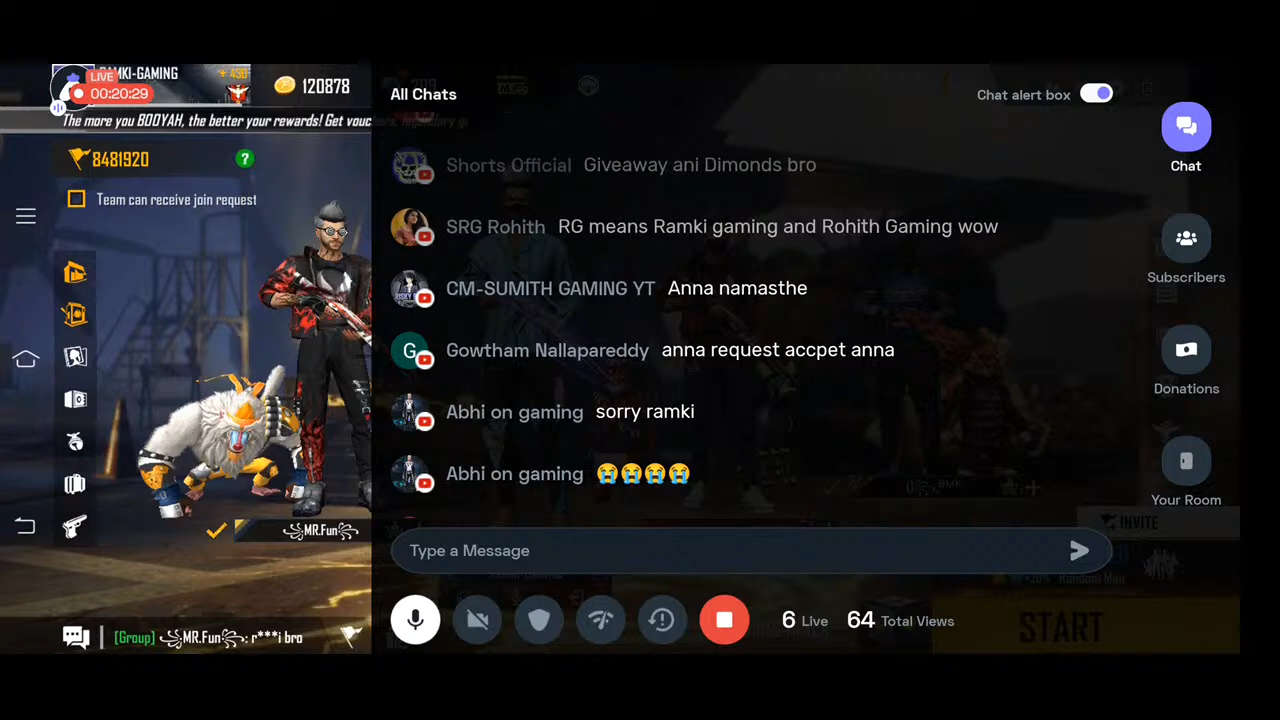 LIVE
00:20:29
MKI-GAMING
120878
The more you BOOYAH, the better your rewards! Get vouc
8481920
?
Team can receive join request
꧁MR.Fun꧂
[Group] ꧁MR.Fun꧂: r***i bro
All Chats
Chat alert box
Shorts Official Giveaway ani Dimonds bro
SRG Rohith RG means Ramki gaming and Rohith Gaming wow
CM-SUMITH GAMING YT Anna namasthe
G Gowtham Nallapareddy anna request accpet anna
Abhi on gaming sorry ramki
Abhi on gaming 😭😭😭😭
Type a Message
6 Live 64 Total Views
Chat
Subscribers
Donations
Your Room
INVITE
Random Map
START